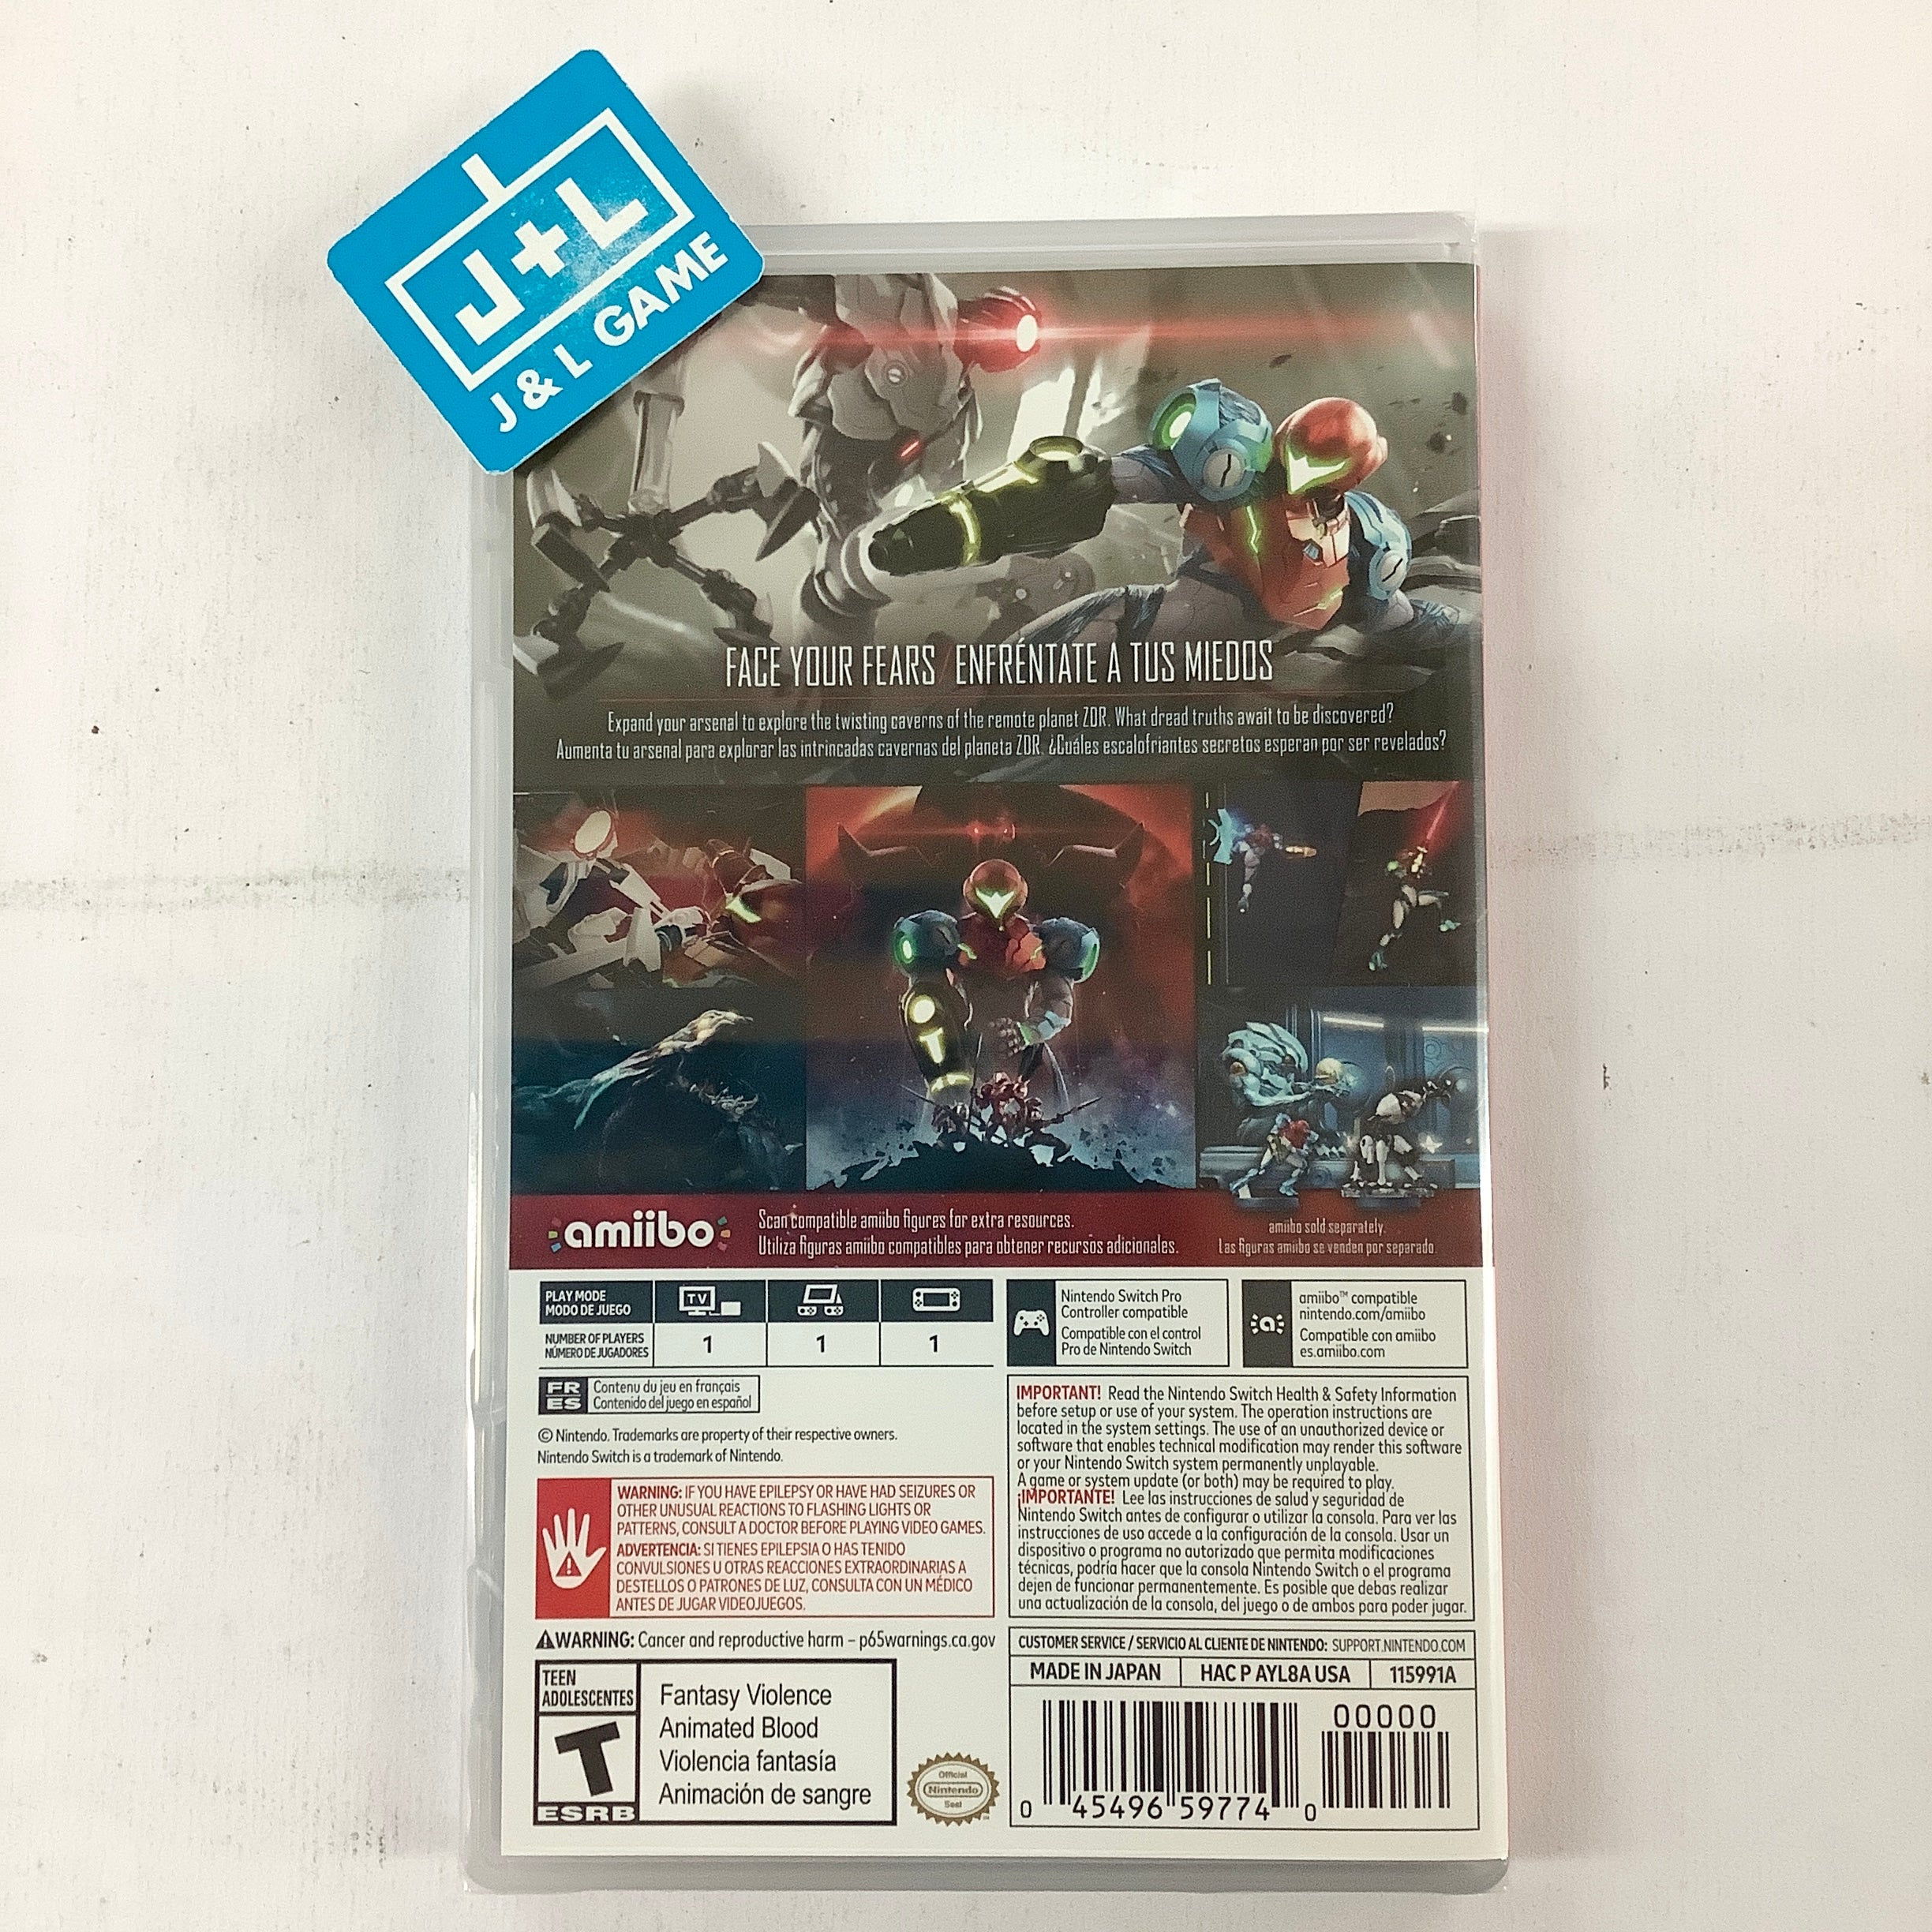 J+L
J & L GAME
FACE YOUR FEARS / ENFRÉNTATE A TUS MIEDOS
Expand your arsenal to explore the twisting caverns of the remote planet ZDR. What dread truths await to be discovered?
Aumenta tu arsenal para explorar las intrincadas cavernas del planeta ZDR. ¿Cuáles escalofriantes secretos esperan por ser revelados?
amiibo
Scan compatible amiibo figures for extra resources.
Utiliza figuras amiibo compatibles para obtener recursos adicionales.
amiibo sold separately.
Las figuras amiibo se venden por separado.
PLAY MODE
MODO DE JUEGO
TV
NUMBER OF PLAYERS
NÚMERO DE JUGADORES
1 1 1
Nintendo Switch Pro
Controller compatible
Compatible con el control
Pro de Nintendo Switch
a
amiibo™ compatible
nintendo.com/amiibo
Compatible con amiibo
es.amiibo.com
FR
ES
Contenu du jeu en français
Contenido del juego en español
© Nintendo. Trademarks are property of their respective owners.
Nintendo Switch is a trademark of Nintendo.
WARNING: IF YOU HAVE EPILEPSY OR HAVE HAD SEIZURES OR
OTHER UNUSUAL REACTIONS TO FLASHING LIGHTS OR
PATTERNS, CONSULT A DOCTOR BEFORE PLAYING VIDEO GAMES.
ADVERTENCIA: SI TIENES EPILEPSIA O HAS TENIDO
CONVULSIONES U OTRAS REACCIONES EXTRAORDINARIAS A
DESTELLOS O PATRONES DE LUZ, CONSULTA CON UN MÉDICO
ANTES DE JUGAR VIDEOJUEGOS.
IMPORTANT! Read the Nintendo Switch Health & Safety Information
before setup or use of your system. The operation instructions are
located in the system settings. The use of an unauthorized device or
software that enables technical modification may render this software
or your Nintendo Switch system permanently unplayable.
A game or system update (or both) may be required to play.
¡IMPORTANTE! Lee las instrucciones de salud y seguridad de
Nintendo Switch antes de configurar o utilizar la consola. Para ver las
instrucciones de uso accede a la configuración de la consola. Usar un
dispositivo o programa no autorizado que permita modificaciones
técnicas, podría hacer que la consola Nintendo Switch o el programa
dejen de funcionar permanentemente. Es posible que debas realizar
una actualización de la consola, del juego o de ambos para poder jugar.
WARNING: Cancer and reproductive harm – p65warnings.ca.gov
CUSTOMER SERVICE / SERVICIO AL CLIENTE DE NINTENDO: SUPPORT.NINTENDO.COM
MADE IN JAPAN HAC P AYL8A USA 115991A
TEEN
ADOLESCENTES
T
ESRB
Fantasy Violence
Animated Blood
Violencia fantasía
Animación de sangre
Official
Nintendo
Seal
00000
0 45496 59774 0